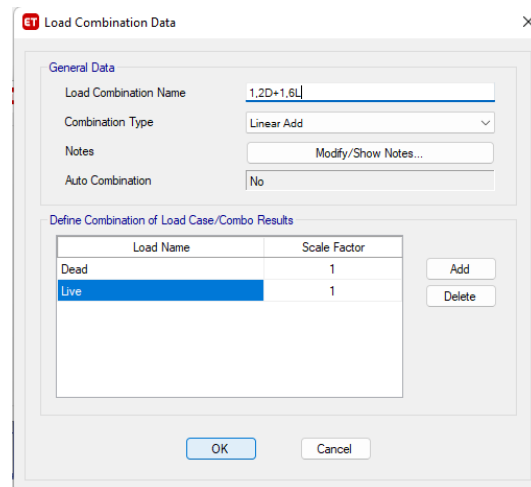 ET Load Combination Data
General Data
Load Combination Name 1,2D+1,6L
Combination Type Linear Add
Notes Modify/Show Notes...
Auto Combination No
Define Combination of Load Case/Combo Results
Load Name Scale Factor
Dead 1 Add
Live 1 Delete
OK Cancel